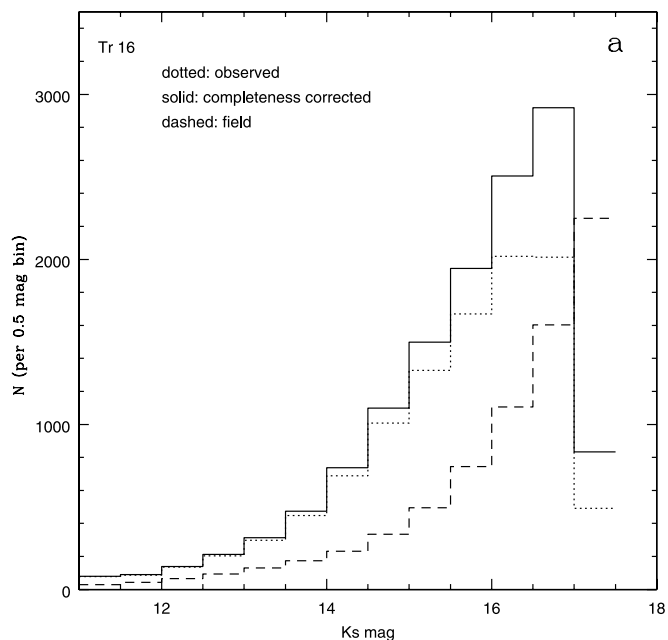 Tr 16
a
dotted: observed
solid: completeness corrected
dashed: field
3000
2000
1000
0
N (per 0.5 mag bin)
12
14
16
18
Ks mag